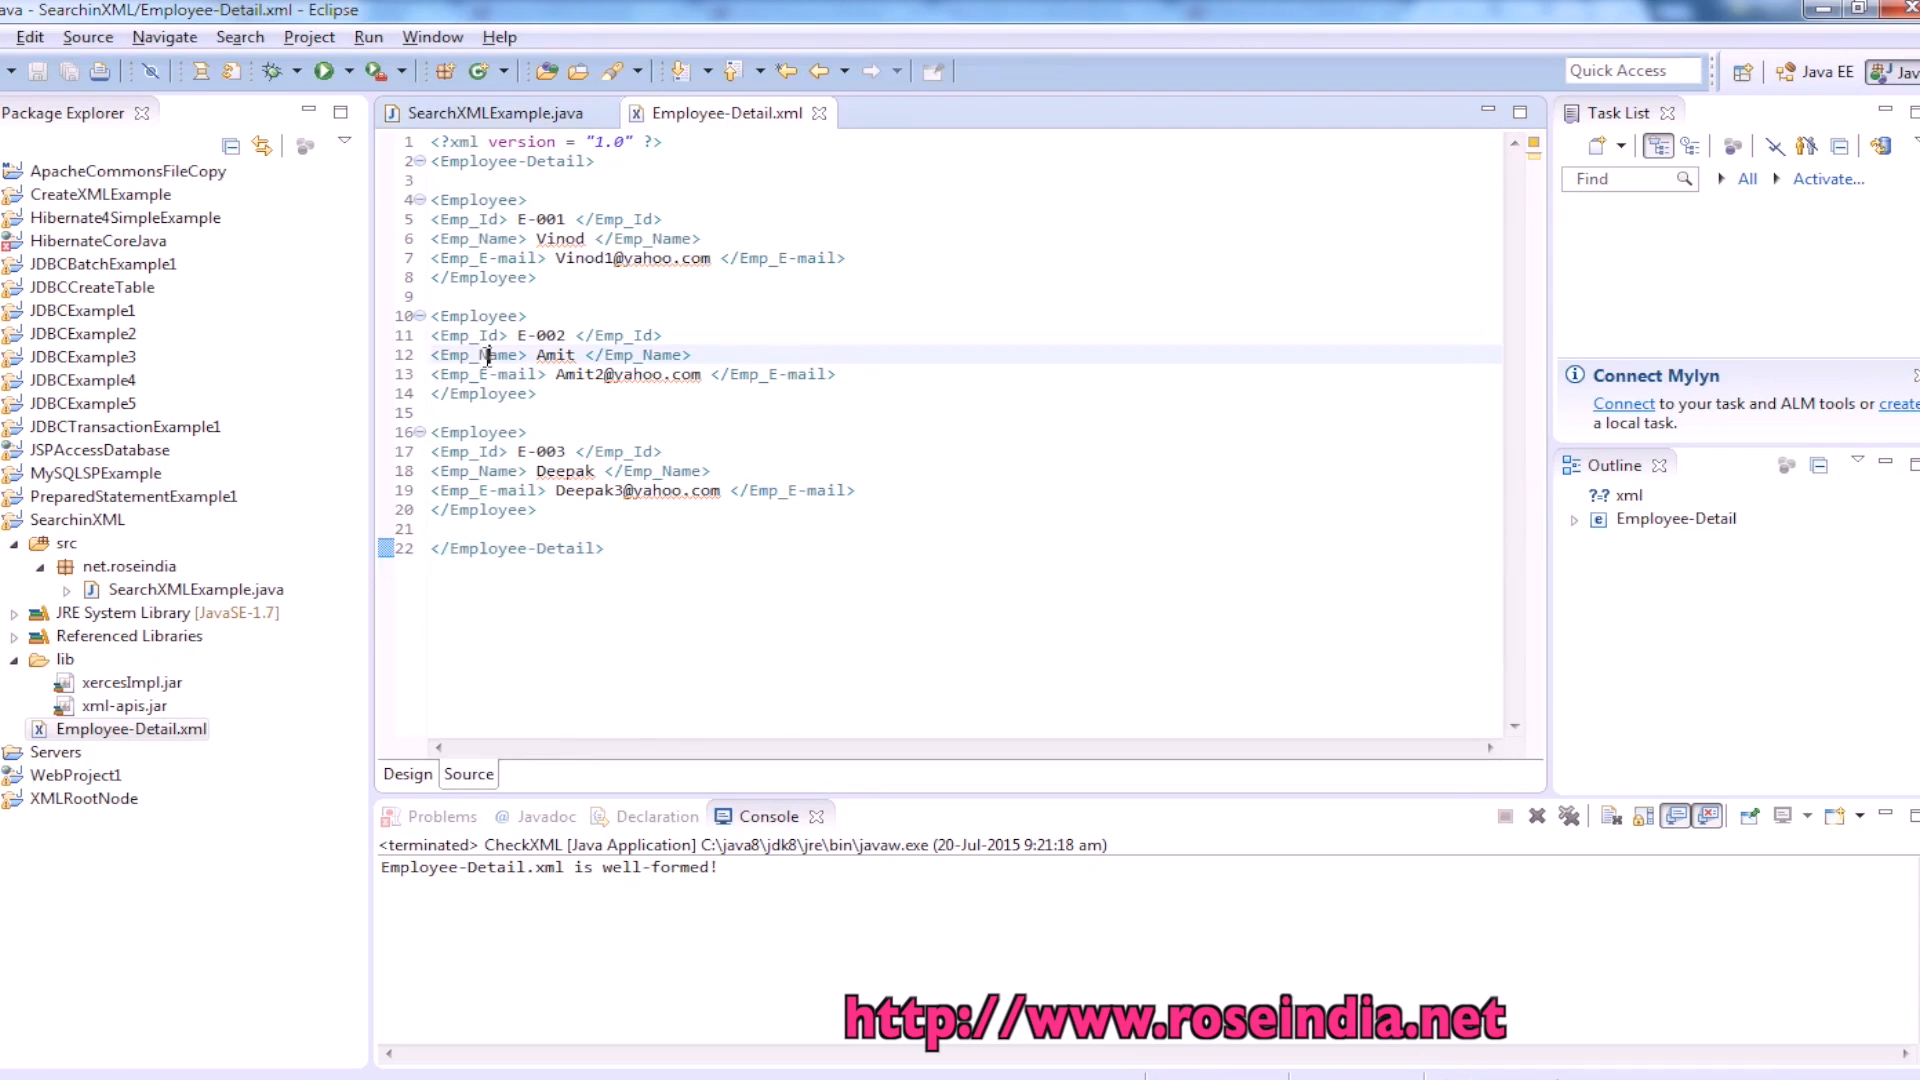 ava - SearchinXML/Employee-Detail.xml - Eclipse
Edit Source Navigate Search Project Run Window Help
Quick Access
Java EE
Jav
Package Explorer
ApacheCommonsFileCopy
CreateXMLExample
Hibernate4SimpleExample
HibernateCoreJava
JDBCBatchExample1
JDBCCreateTable
JDBCExample1
JDBCExample2
JDBCExample3
JDBCExample4
JDBCExample5
JDBCTransactionExample1
JSPAccessDatabase
MySQLSPExample
PreparedStatementExample1
SearchinXML
src
net.roseindia
SearchXMLExample.java
JRE System Library [JavaSE-1.7]
Referenced Libraries
lib
xercesImpl.jar
xml-apis.jar
Employee-Detail.xml
Servers
WebProject1
XMLRootNode
SearchXMLExample.java
Employee-Detail.xml
1 <?xml version = "1.0" ?>
2 <Employee-Detail>
3
4 <Employee>
5 <Emp_Id> E-001 </Emp_Id>
6 <Emp_Name> Vinod </Emp_Name>
7 <Emp_E-mail> Vinod1@yahoo.com </Emp_E-mail>
8 </Employee>
9
10 <Employee>
11 <Emp_Id> E-002 </Emp_Id>
12 <Emp_Name> Amit </Emp_Name>
13 <Emp_E-mail> Amit2@yahoo.com </Emp_E-mail>
14 </Employee>
15
16 <Employee>
17 <Emp_Id> E-003 </Emp_Id>
18 <Emp_Name> Deepak </Emp_Name>
19 <Emp_E-mail> Deepak3@yahoo.com </Emp_E-mail>
20 </Employee>
21
22 </Employee-Detail>
Design Source
Task List
Find
All
Activate...
Connect Mylyn
Connect to your task and ALM tools or create
a local task.
Outline
?=? xml
e Employee-Detail
Problems @ Javadoc Declaration Console
<terminated> CheckXML [Java Application] C:\java8\jdk8\jre\bin\javaw.exe (20-Jul-2015 9:21:18 am)
Employee-Detail.xml is well-formed!
http://www.roseindia.net